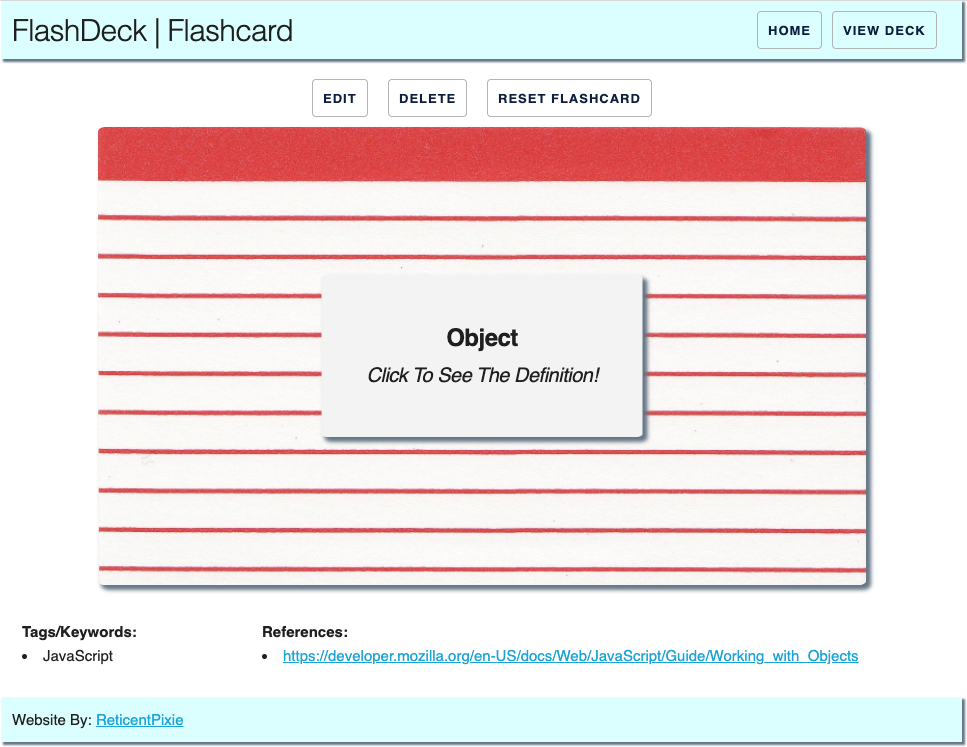 FlashDeck | Flashcard
HOME VIEW DECK
EDIT DELETE RESET FLASHCARD
Object
Click To See The Definition!
Tags/Keywords:
JavaScript
References:
https://developer.mozilla.org/en-US/docs/Web/JavaScript/Guide/Working_with_Objects
Website By: ReticentPixie